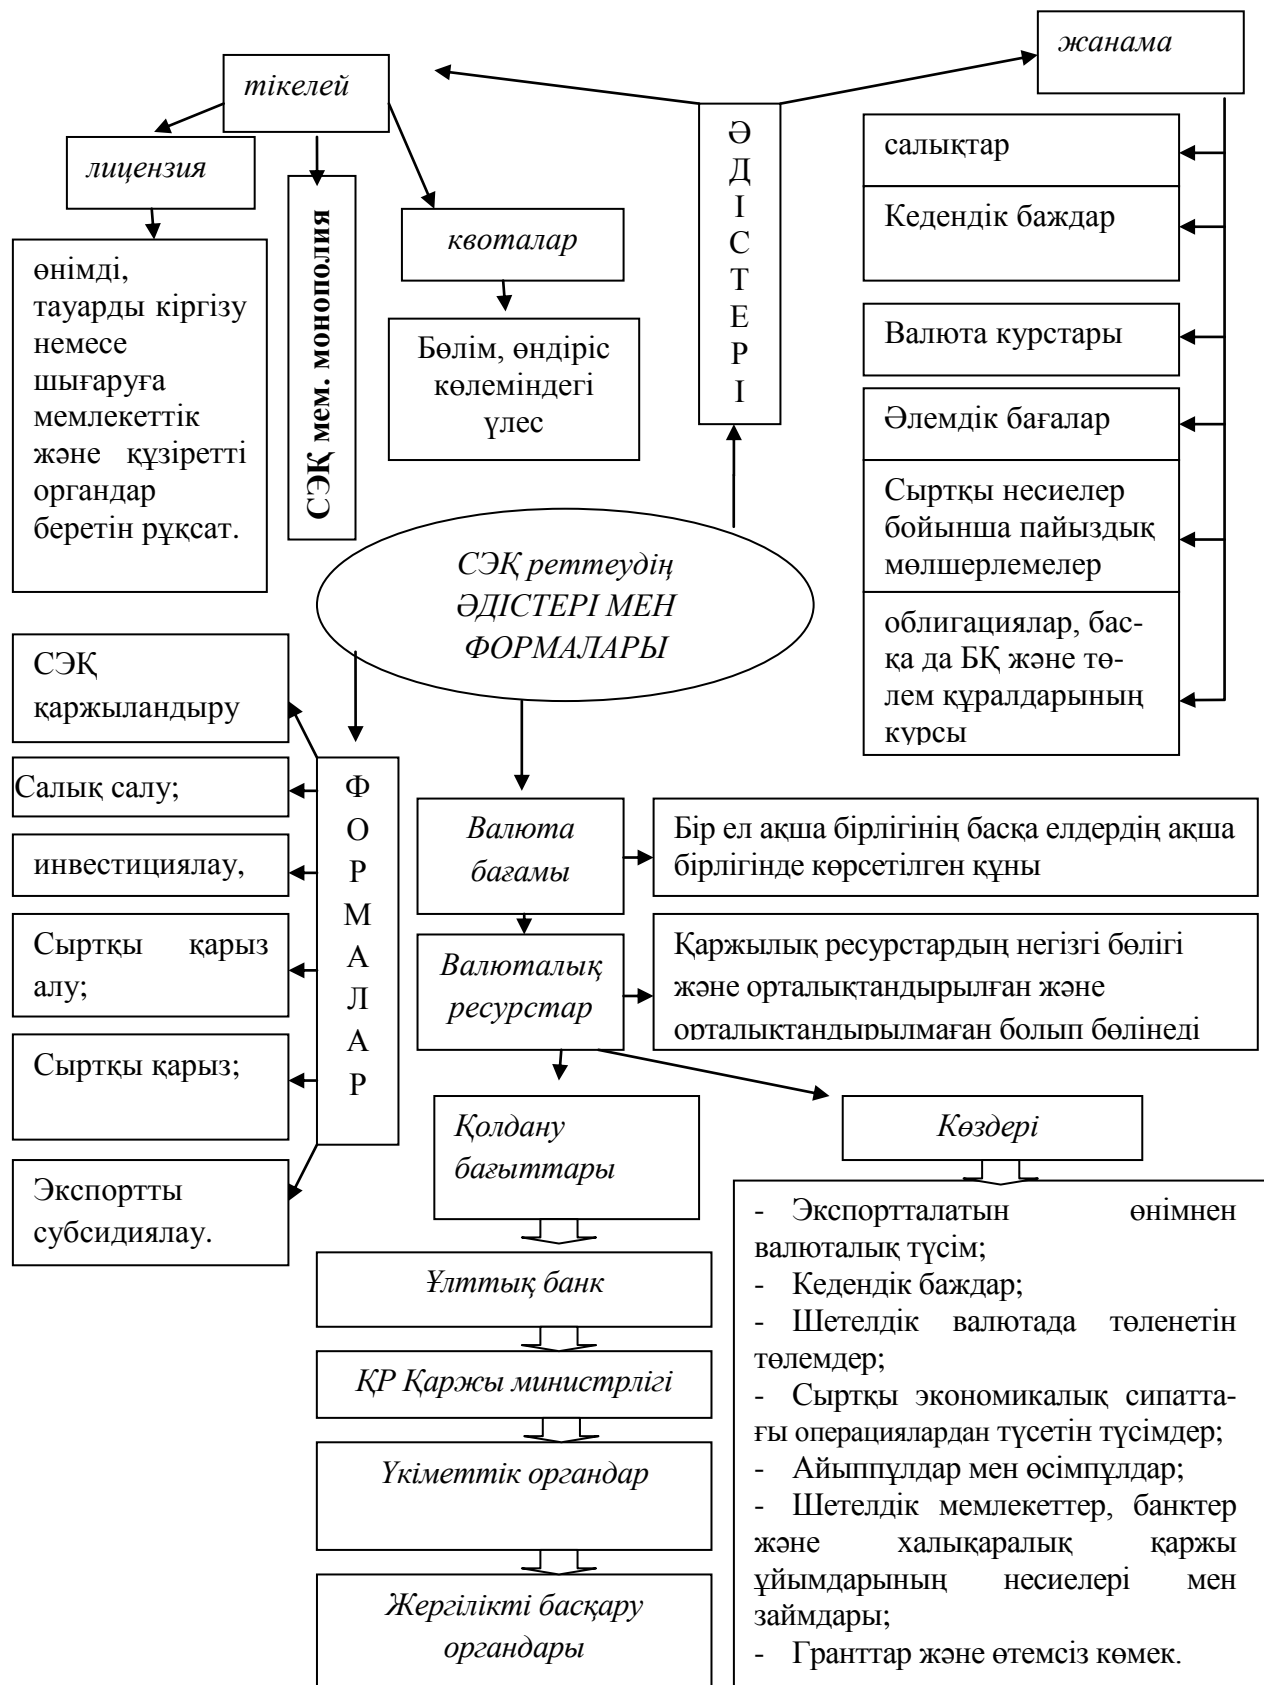 жанама
тікелей
ӘДІСТЕРІ
салықтар
лицензия
СЭҚ мем. монополия
Кедендік баждар
квоталар
өнімді,
тауарды кіргізу
немесе
шығаруға
мемлекеттік
және құзіретті
органдар
беретін рұқсат.
Бөлім, өндіріс
көлеміндегі
үлес
Валюта курстары
Әлемдік бағалар
Сыртқы несиелер
бойынша пайыздық
мөлшерлемелер
облигациялар, бас-
қа да БҚ және тө-
лем құралдарының
курсы
СЭҚ реттеудің
ӘДІСТЕРІ МЕН
ФОРМАЛАРЫ
СЭҚ
қаржыландыру
Салық салу;
инвестициялау,
Сыртқы қарыз
алу;
Сыртқы қарыз;
Экспортты
субсидиялау.
ФОРМАЛАР
Валюта
бағамы
Бір ел ақша бірлігінің басқа елдердің ақша
бірлігінде көрсетілген құны
Валюталық
ресурстар
Қаржылық ресурстардың негізгі бөлігі
және орталықтандырылған және
орталықтандырылмаған болып бөлінеді
Қолдану
бағыттары
Көздері
Ұлттық банк
ҚР Қаржы министрлігі
Үкіметтік органдар
Жергілікті басқару
органдары
- Экспортталатын өнімнен
валюталық түсім;
- Кедендік баждар;
- Шетелдік валютада төленетін
төлемдер;
- Сыртқы экономикалық сипатта-
ғы операциялардан түсетін түсімдер;
- Айыппұлдар мен өсімпұлдар;
- Шетелдік мемлекеттер, банктер
және халықаралық қаржы
ұйымдарының несиелері мен
займдары;
- Гранттар және өтемсіз көмек.